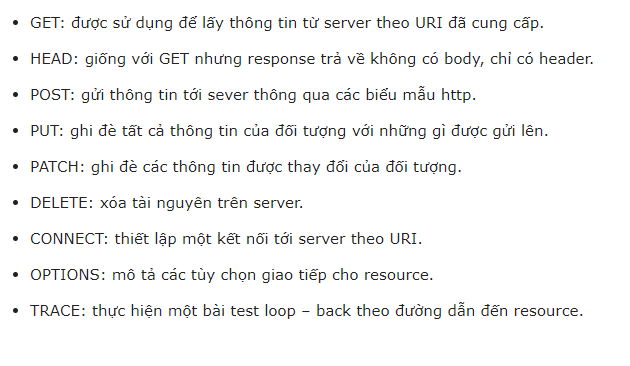 • GET: được sử dụng để lấy thông tin từ server theo URI đã cung cấp.
• HEAD: giống với GET nhưng response trả về không có body, chỉ có header.
• POST: gửi thông tin tới sever thông qua các biểu mẫu http.
• PUT: ghi đè tất cả thông tin của đối tượng với những gì được gửi lên.
• PATCH: ghi đè các thông tin được thay đổi của đối tượng.
• DELETE: xóa tài nguyên trên server.
• CONNECT: thiết lập một kết nối tới server theo URI.
• OPTIONS: mô tả các tùy chọn giao tiếp cho resource.
• TRACE: thực hiện một bài test loop – back theo đường dẫn đến resource.